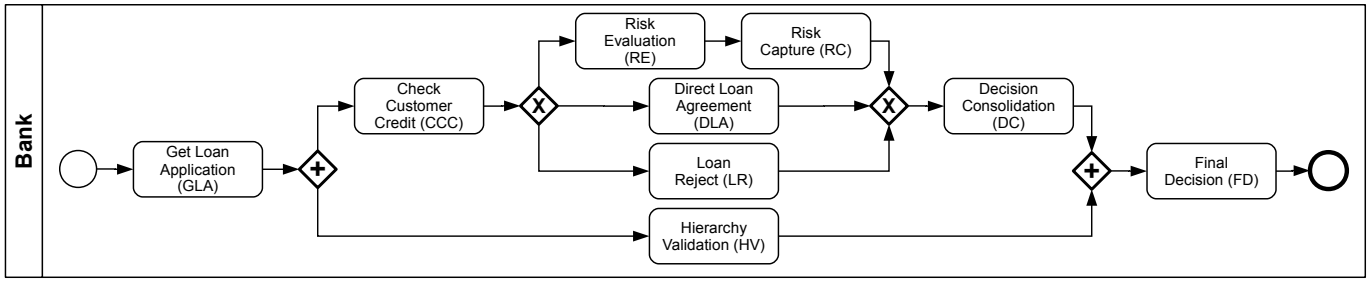 Bank
Get Loan
Application
(GLA)
+
Check
Customer
Credit (CCC)
X
Risk
Evaluation
(RE)
Risk
Capture (RC)
Direct Loan
Agreement
(DLA)
Loan
Reject (LR)
Hierarchy
Validation (HV)
X
Decision
Consolidation
(DC)
+
Final
Decision (FD)